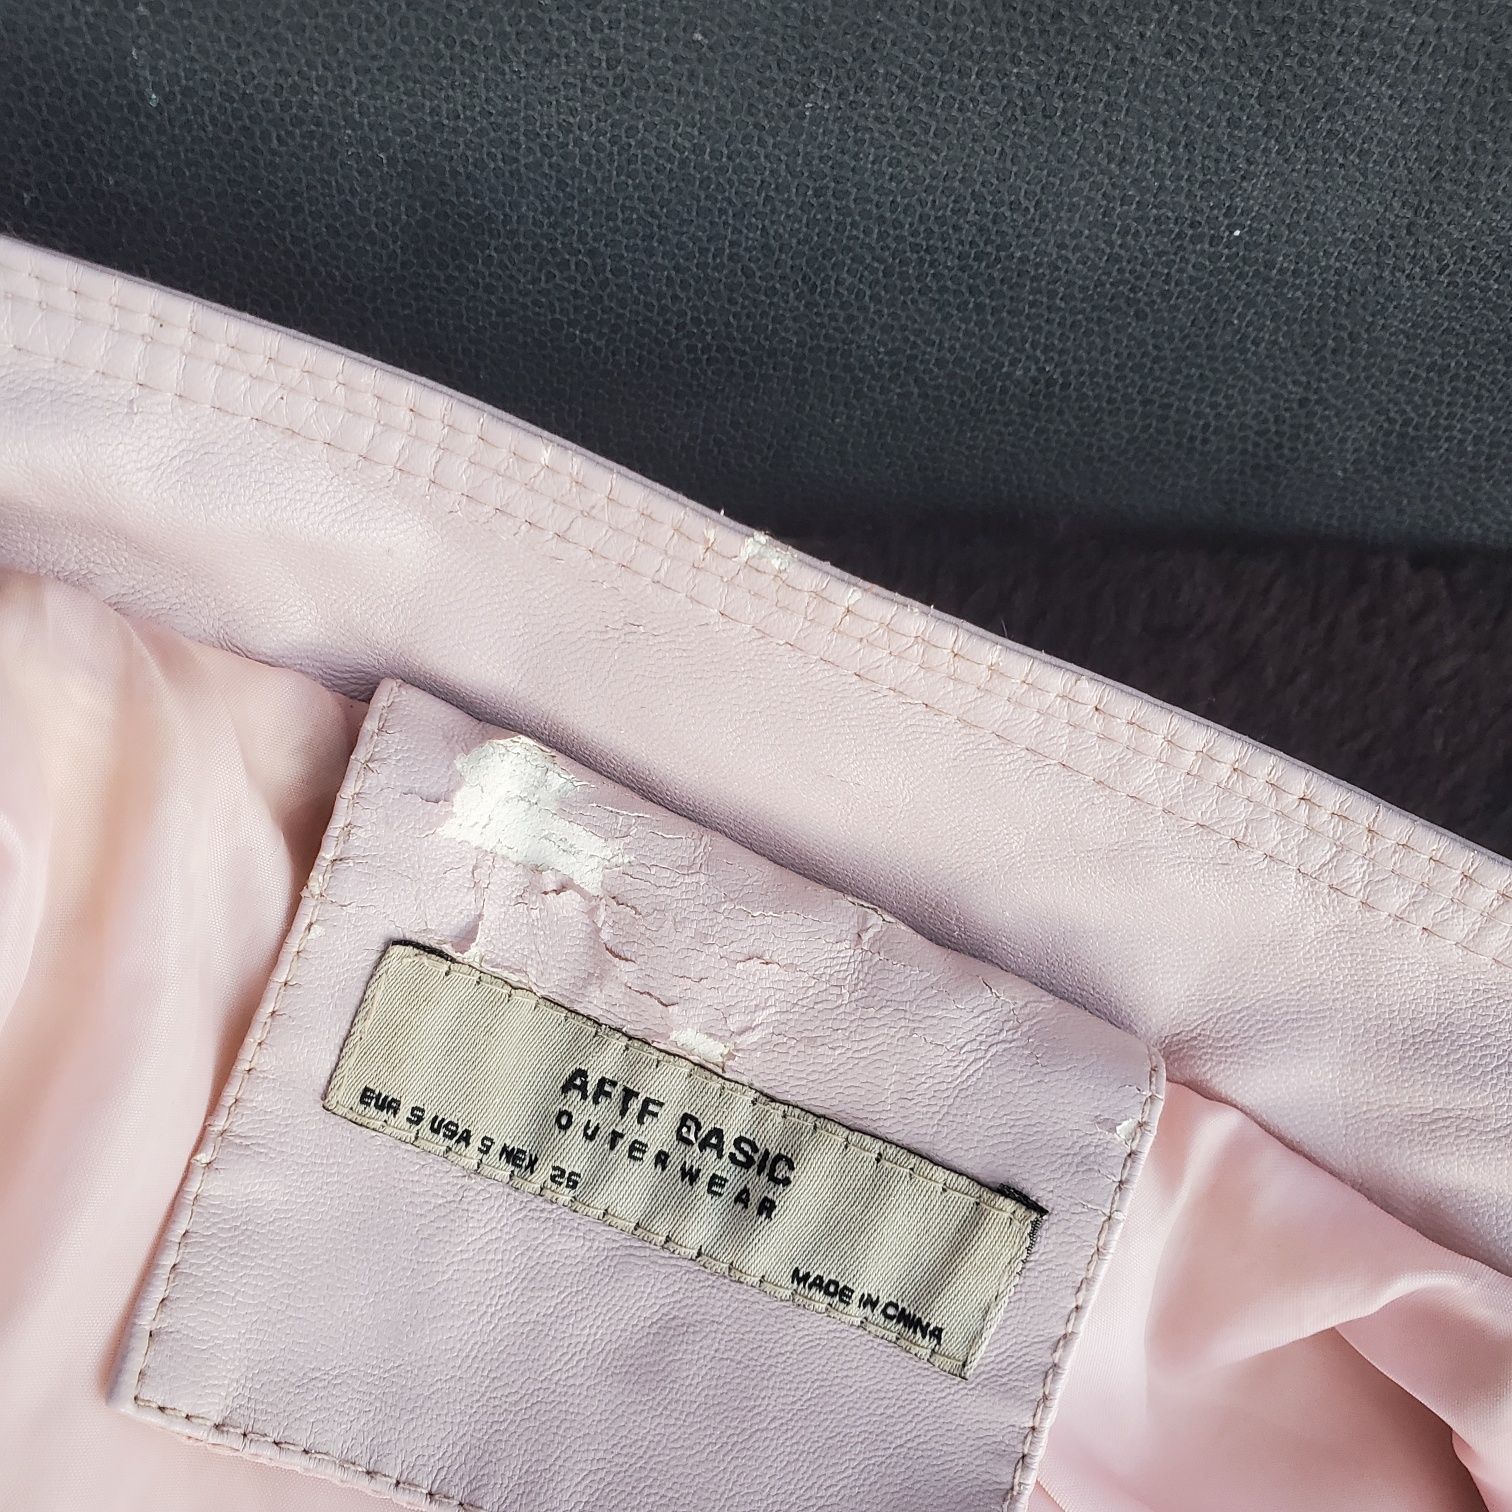 AFTF BASIC
OUTERWEAR
EUR S USA S MEX 26
MADE IN CHINA